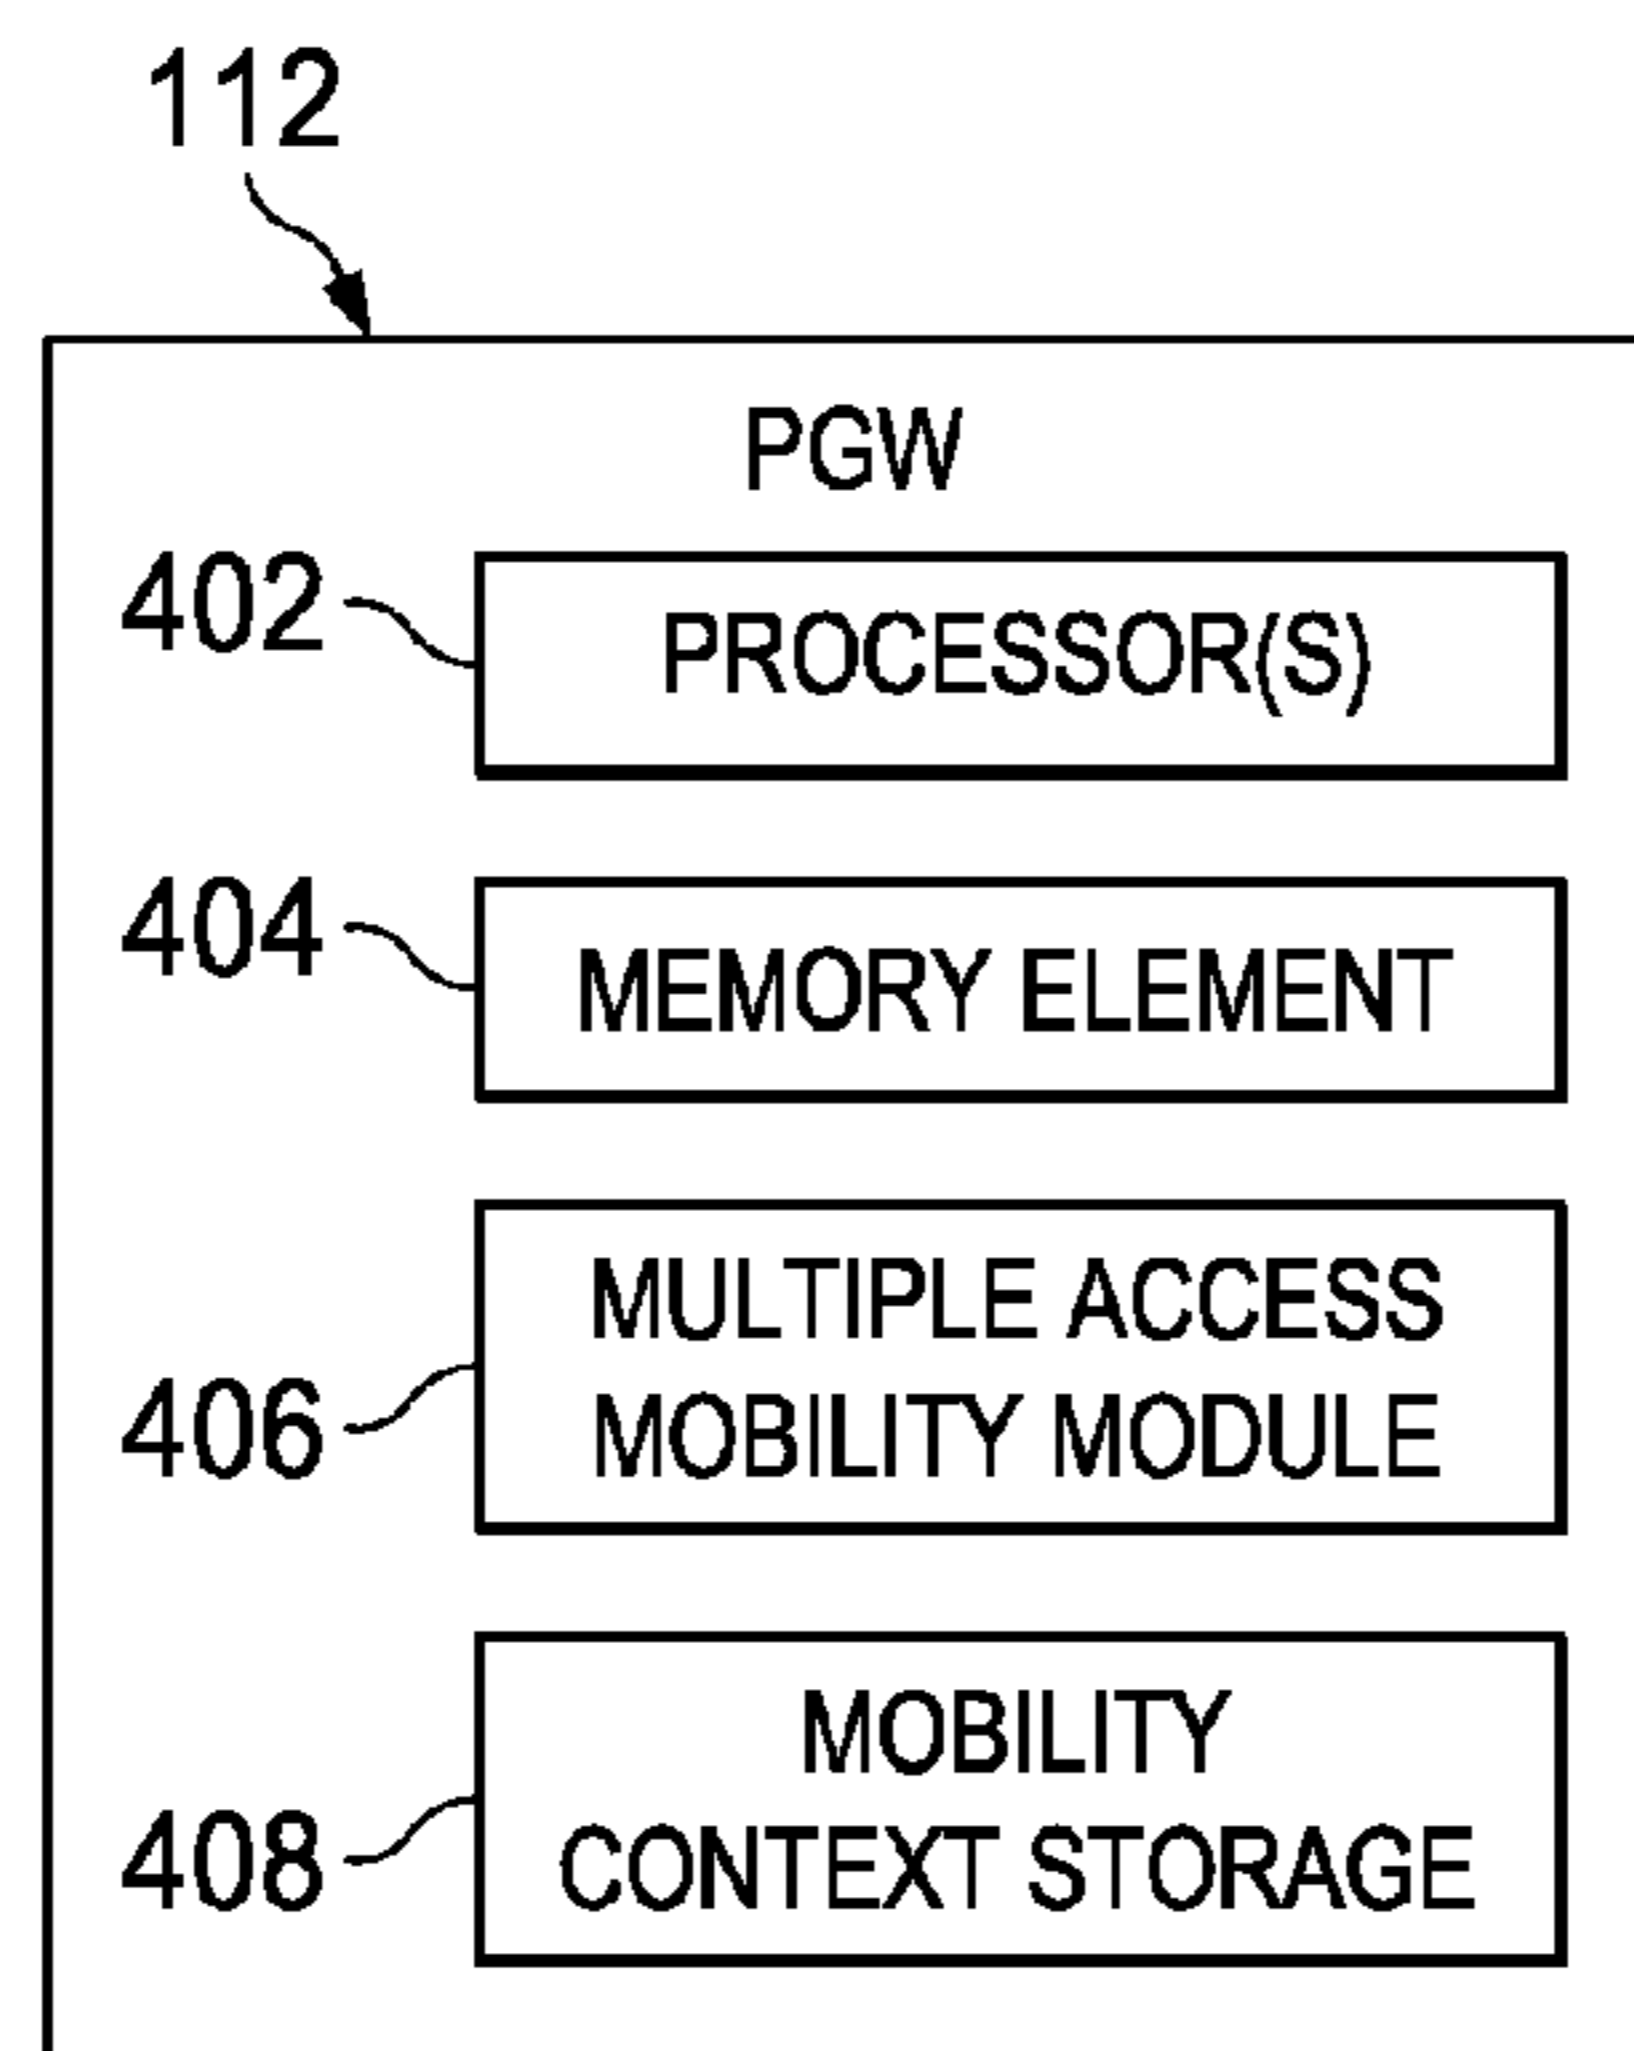 112
PGW
402
PROCESSOR(S)
404
MEMORY ELEMENT
MULTIPLE ACCESS
406
MOBILITY MODULE
MOBILITY
408
CONTEXT STORAGE